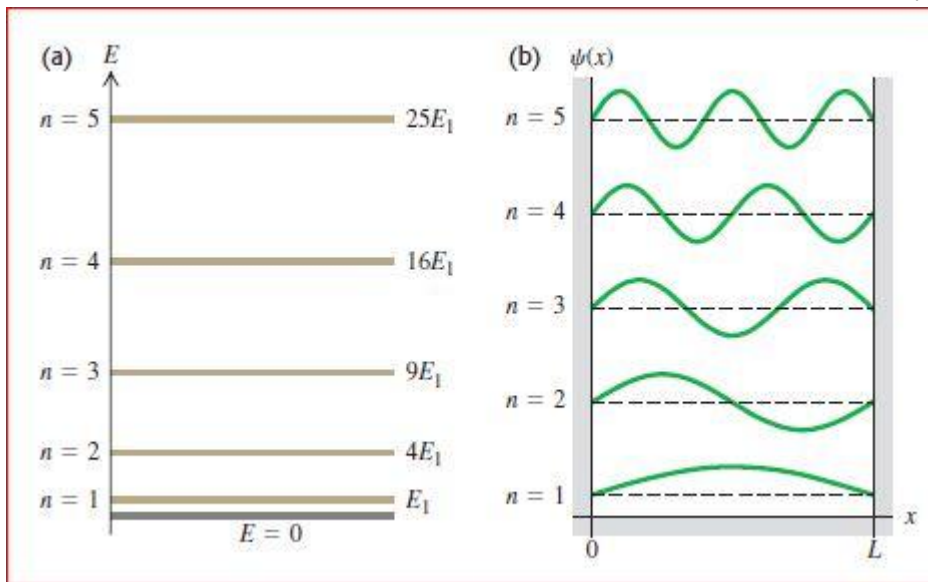 (a) E
n = 5 25E₁
n = 4 16E₁
n = 3 9E₁
n = 2 4E₁
n = 1 E₁
E = 0
(b) ψ(x)
n = 5
n = 4
n = 3
n = 2
n = 1
x
0 L